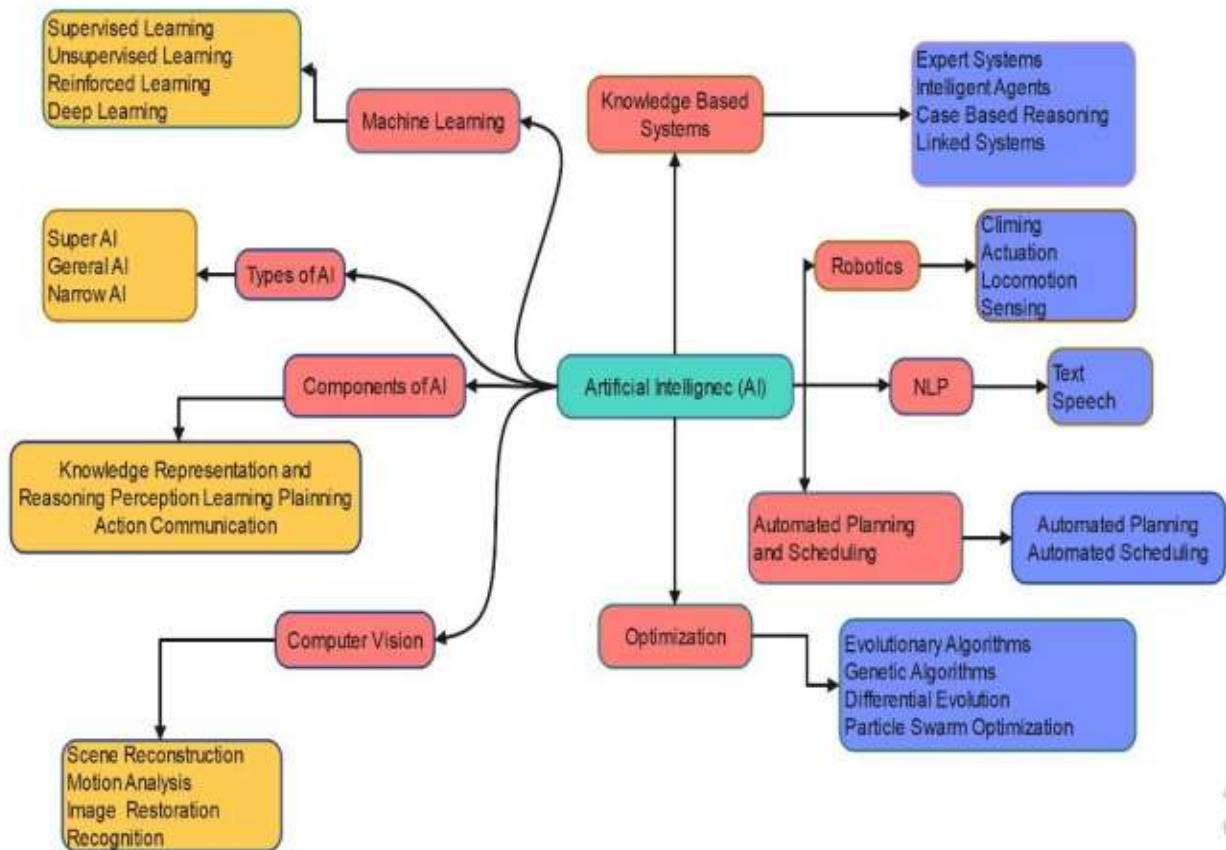 Supervised Learning
Unsupervised Learning
Reinforced Learning
Deep Learning
Machine Learning
Super AI
Gereral AI
Narrow AI
Types of AI
Components of AI
Knowledge Representation and
Reasoning Perception Learning Plainning
Action Communication
Computer Vision
Scene Reconstruction
Motion Analysis
Image Restoration
Recognition
Artificial Intellignec (AI)
Knowledge Based
Systems
Expert Systems
Intelligent Agents
Case Based Reasoning
Linked Systems
Robotics
Climing
Actuation
Locomotion
Sensing
NLP
Text
Speech
Automated Planning
and Scheduling
Automated Planning
Automated Scheduling
Optimization
Evolutionary Algorithms
Genetic Algorithms
Differential Evolution
Particle Swarm Optimization